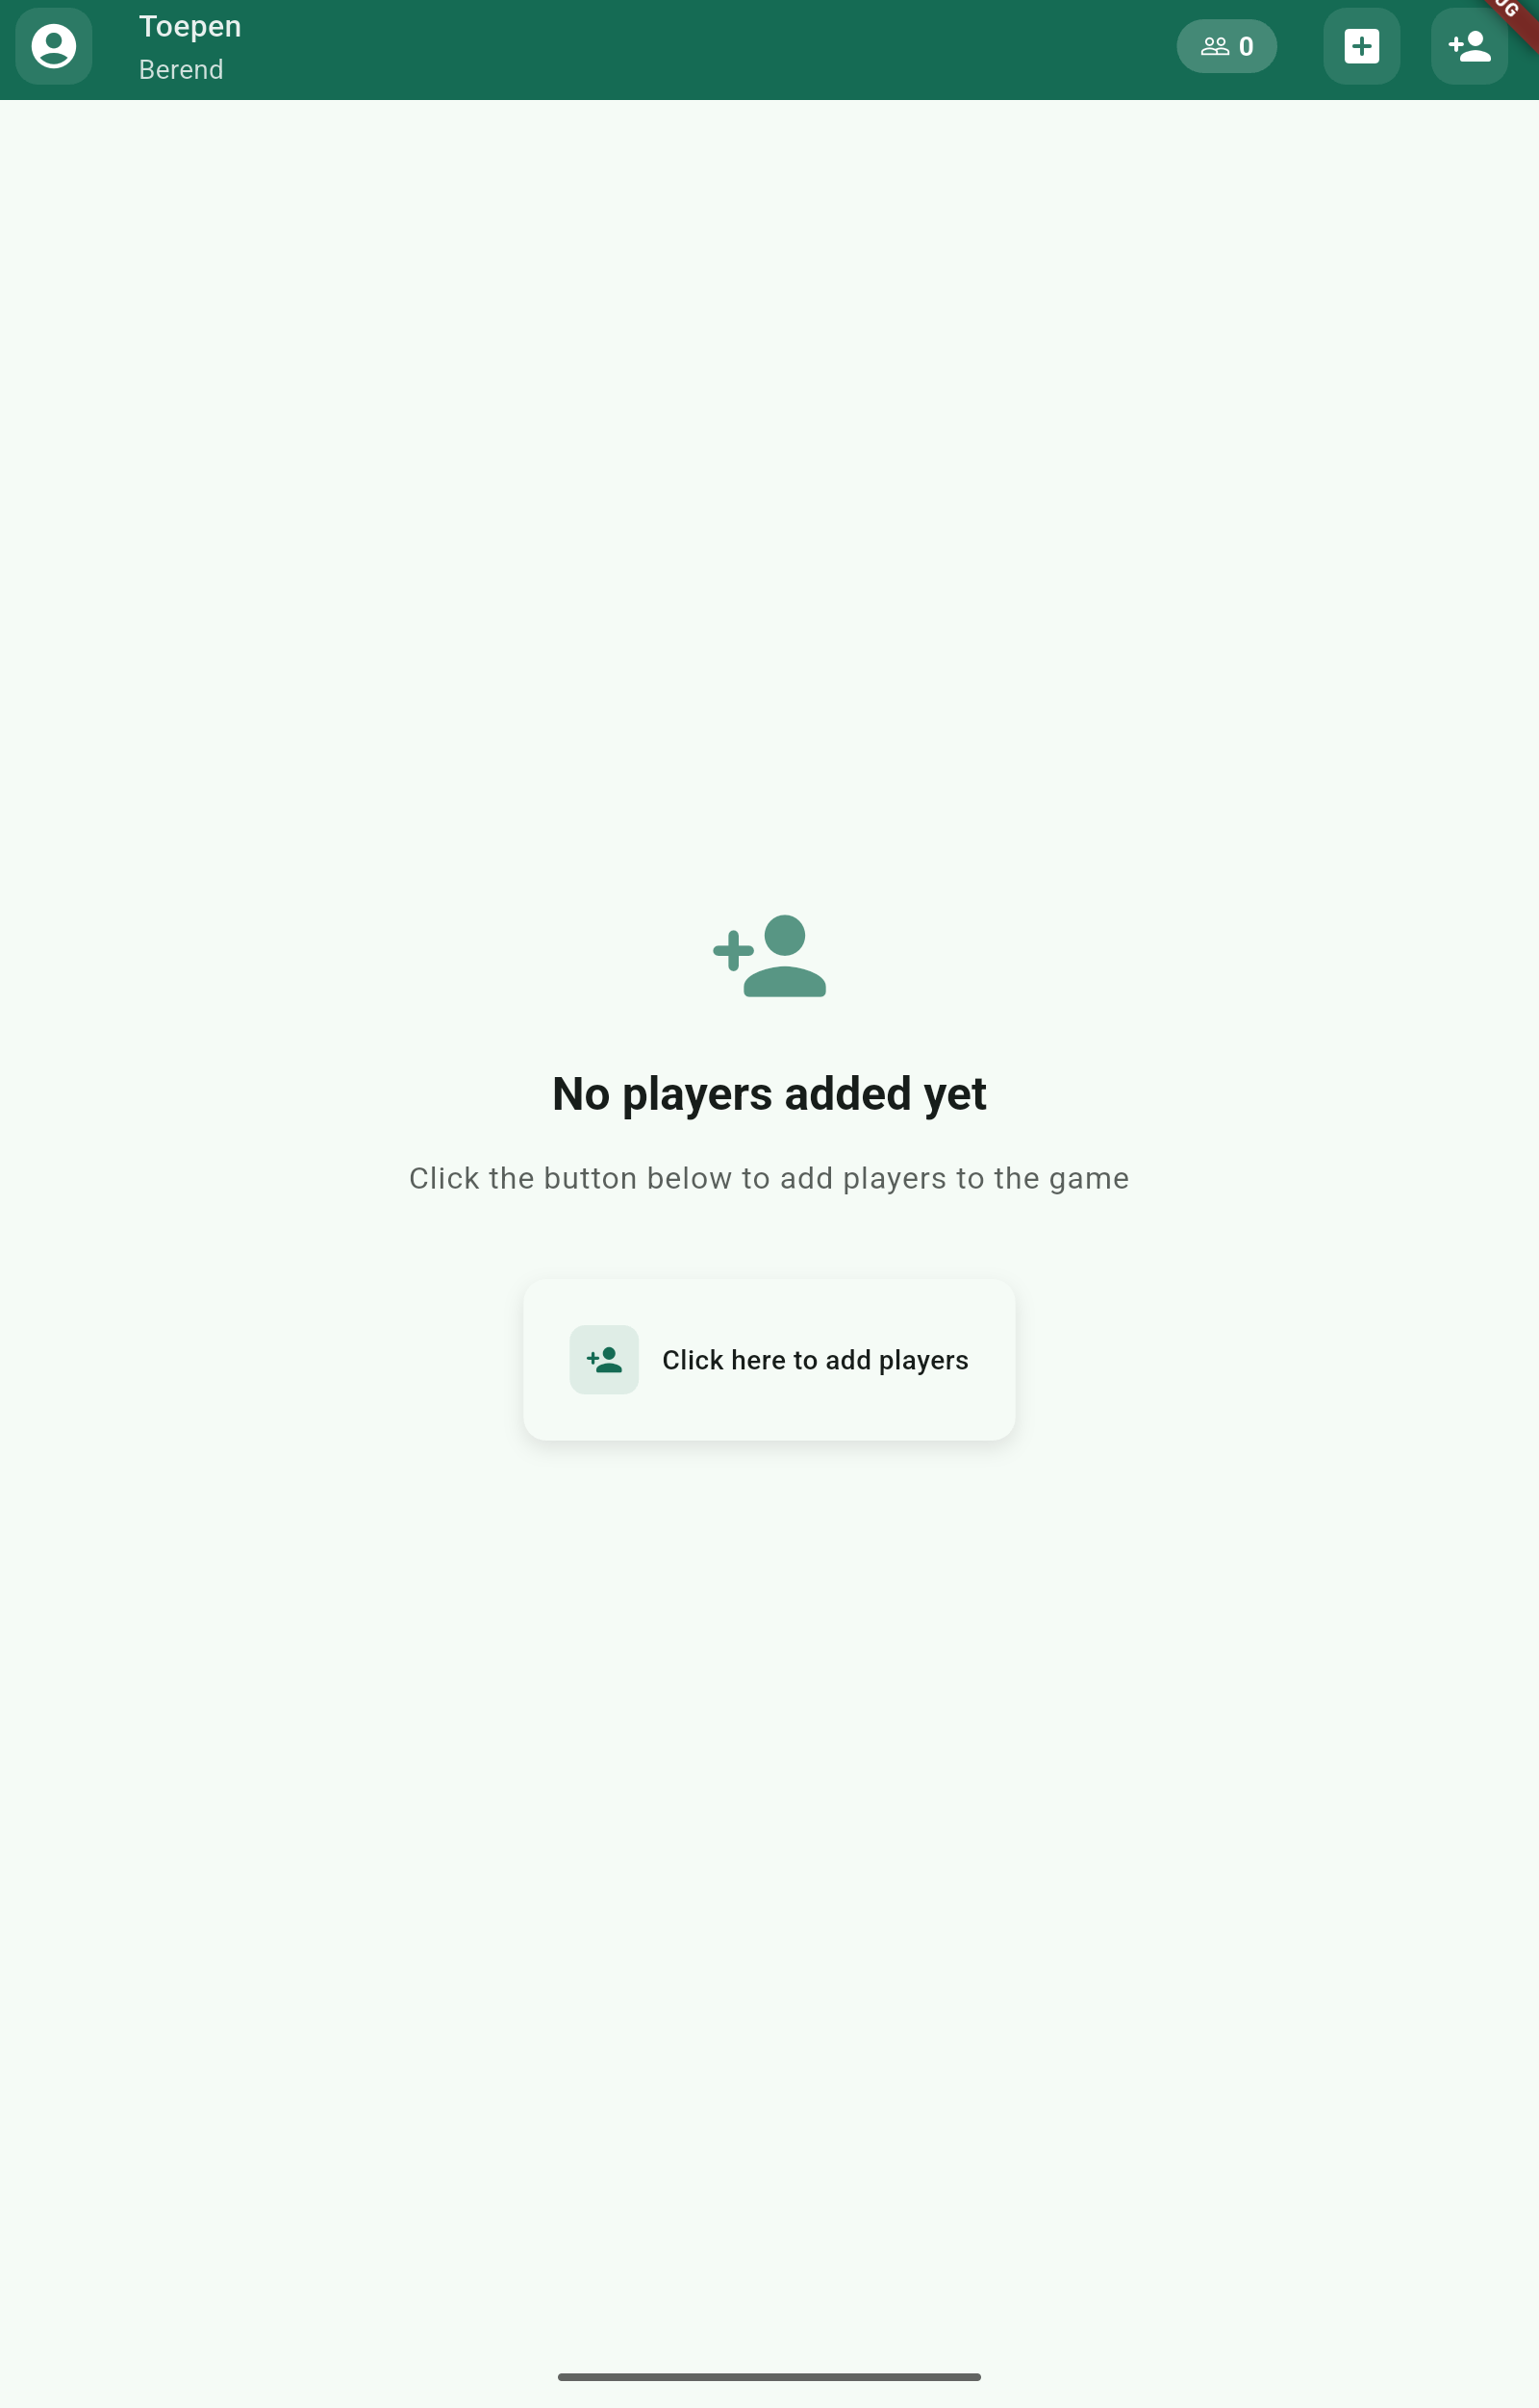 Toepen
Berend
0
No players added yet
Click the button below to add players to the game
Click here to add players